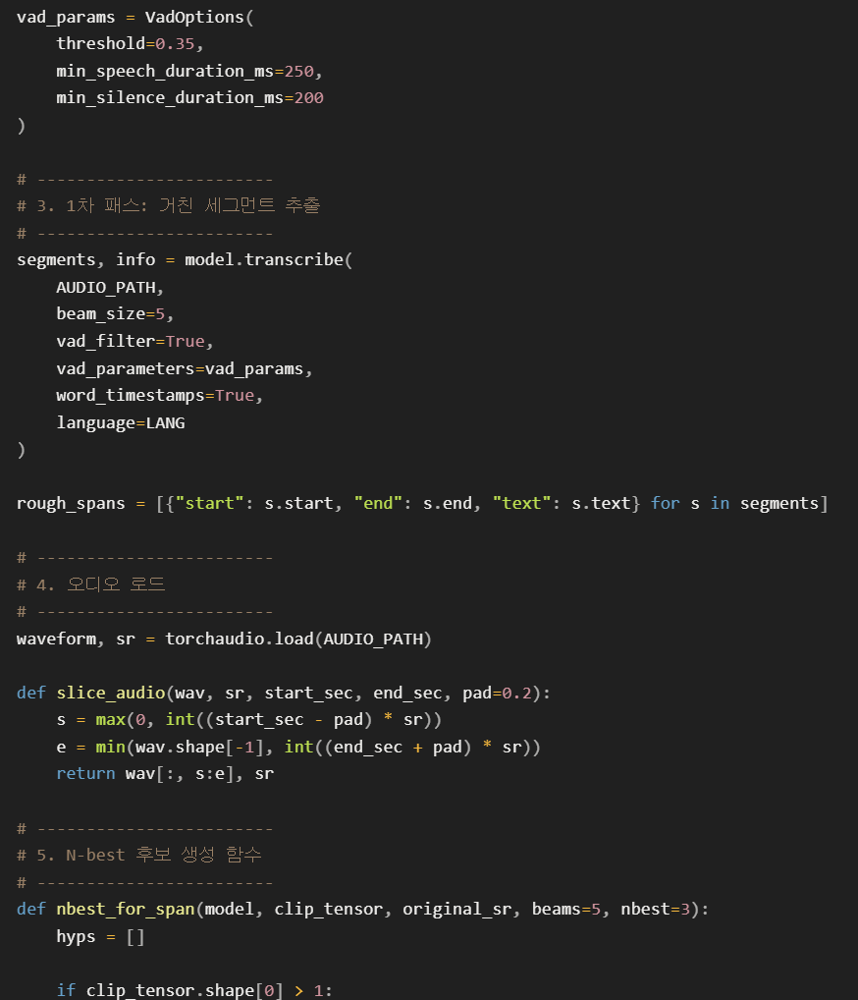 vad_params = VadOptions(
    threshold=0.35,
    min_speech_duration_ms=250,
    min_silence_duration_ms=200
)

# ------------------------
# 3. 1차 패스: 거친 세그먼트 추출
# ------------------------
segments, info = model.transcribe(
    AUDIO_PATH,
    beam_size=5,
    vad_filter=True,
    vad_parameters=vad_params,
    word_timestamps=True,
    language=LANG
)

rough_spans = [{"start": s.start, "end": s.end, "text": s.text} for s in segments]

# ------------------------
# 4. 오디오 로드
# ------------------------
waveform, sr = torchaudio.load(AUDIO_PATH)

def slice_audio(wav, sr, start_sec, end_sec, pad=0.2):
    s = max(0, int((start_sec - pad) * sr))
    e = min(wav.shape[-1], int((end_sec + pad) * sr))
    return wav[:, s:e], sr

# ------------------------
# 5. N-best 후보 생성 함수
# ------------------------
def nbest_for_span(model, clip_tensor, original_sr, beams=5, nbest=3):
    hyps = []

    if clip_tensor.shape[0] > 1: